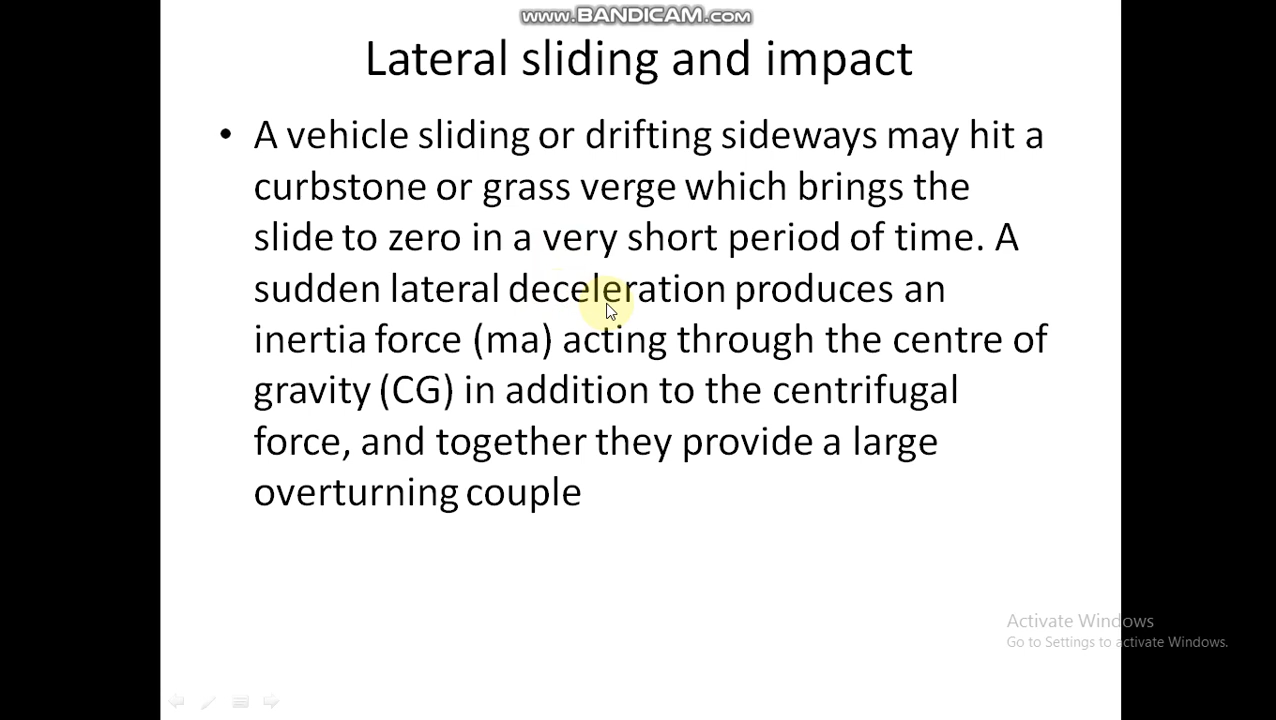 www.BANDICAM.com
Lateral sliding and impact
• A vehicle sliding or drifting sideways may hit a
curbstone or grass verge which brings the
slide to zero in a very short period of time. A
sudden lateral deceleration produces an
inertia force (ma) acting through the centre of
gravity (CG) in addition to the centrifugal
force, and together they provide a large
overturning couple
Activate Windows
Go to Settings to activate Windows.